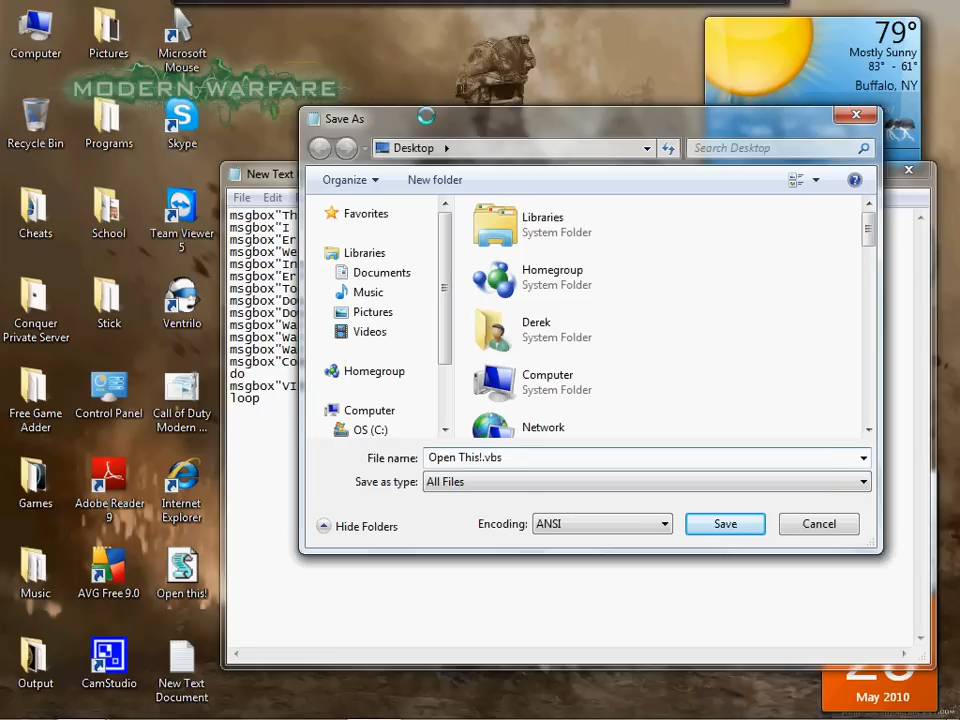 Computer
Pictures
Microsoft
Mouse
MODERN WARFARE
79°
Mostly Sunny
83° - 61°
Buffalo, NY
Recycle Bin
Programs
Skype
Cheats
School
Team Viewer
5
Conquer
Private Server
Stick
Ventrilo
Free Game
Adder
Control Panel
Call of Duty
Modern ...
Games
Adobe Reader
9
Internet
Explorer
Music
AVG Free 9.0
Open this!
Output
CamStudio
New Text
Document
New Text
File Edit
msgbox"Th
msgbox"I
msgbox"Er
msgbox"We
msgbox"In
msgbox"Er
msgbox"To
msgbox"Do
msgbox"Do
msgbox"Wa
msgbox"Wa
msgbox"Wa
msgbox"Co
do
msgbox"VI
loop
Save As
Desktop
Search Desktop
Organize
New folder
Favorites
Libraries
Documents
Music
Pictures
Videos
Homegroup
Computer
OS (C:)
Libraries
System Folder
Homegroup
System Folder
Derek
System Folder
Computer
System Folder
Network
File name: Open This!.vbs
Save as type: All Files
Hide Folders
Encoding: ANSI
Save
Cancel
May 2010